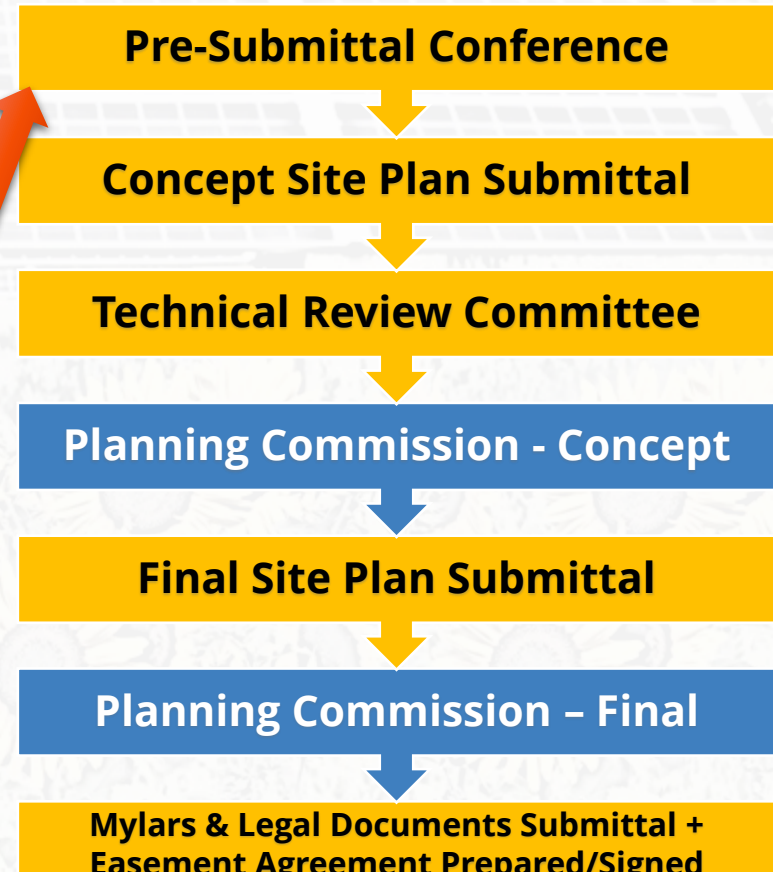 Pre-Submittal Conference
Concept Site Plan Submittal
Technical Review Committee
Planning Commission - Concept
Final Site Plan Submittal
Planning Commission – Final
Mylars & Legal Documents Submittal +
Easement Agreement Prepared/Signed